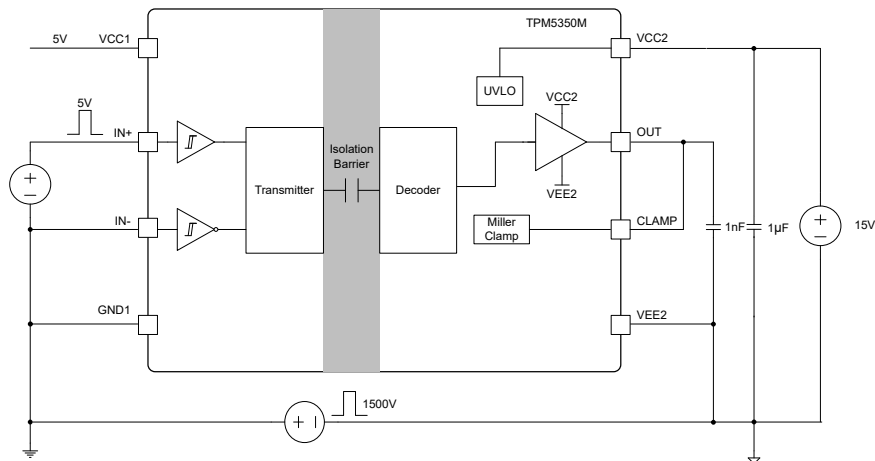 TPM5350M
5V
VCC1
VCC2
UVLO
VCC2
5V
IN+
OUT
Isolation
Barrier
Transmitter
Decoder
VEE2
IN-
Miller
Clamp
CLAMP
1nF
1µF
15V
GND1
VEE2
1500V